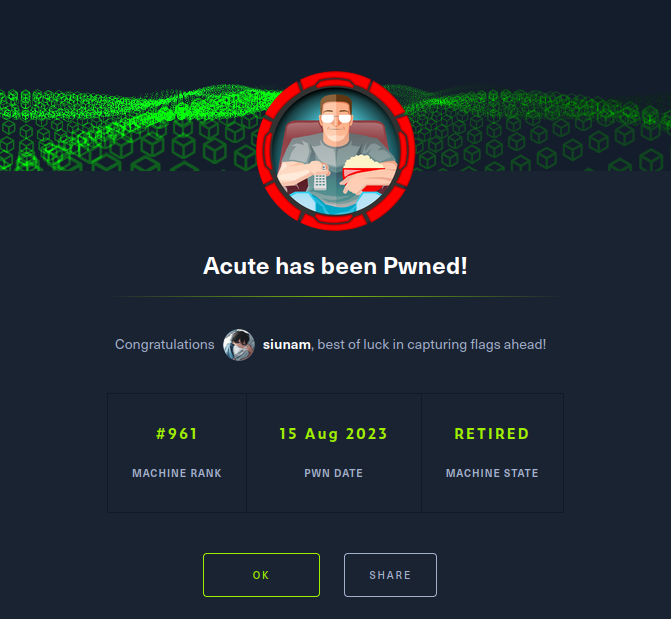 Acute has been Pwned!
Congratulations siunam, best of luck in capturing flags ahead!
#961 15 Aug 2023 RETIRED
MACHINE RANK PWN DATE MACHINE STATE
OK SHARE